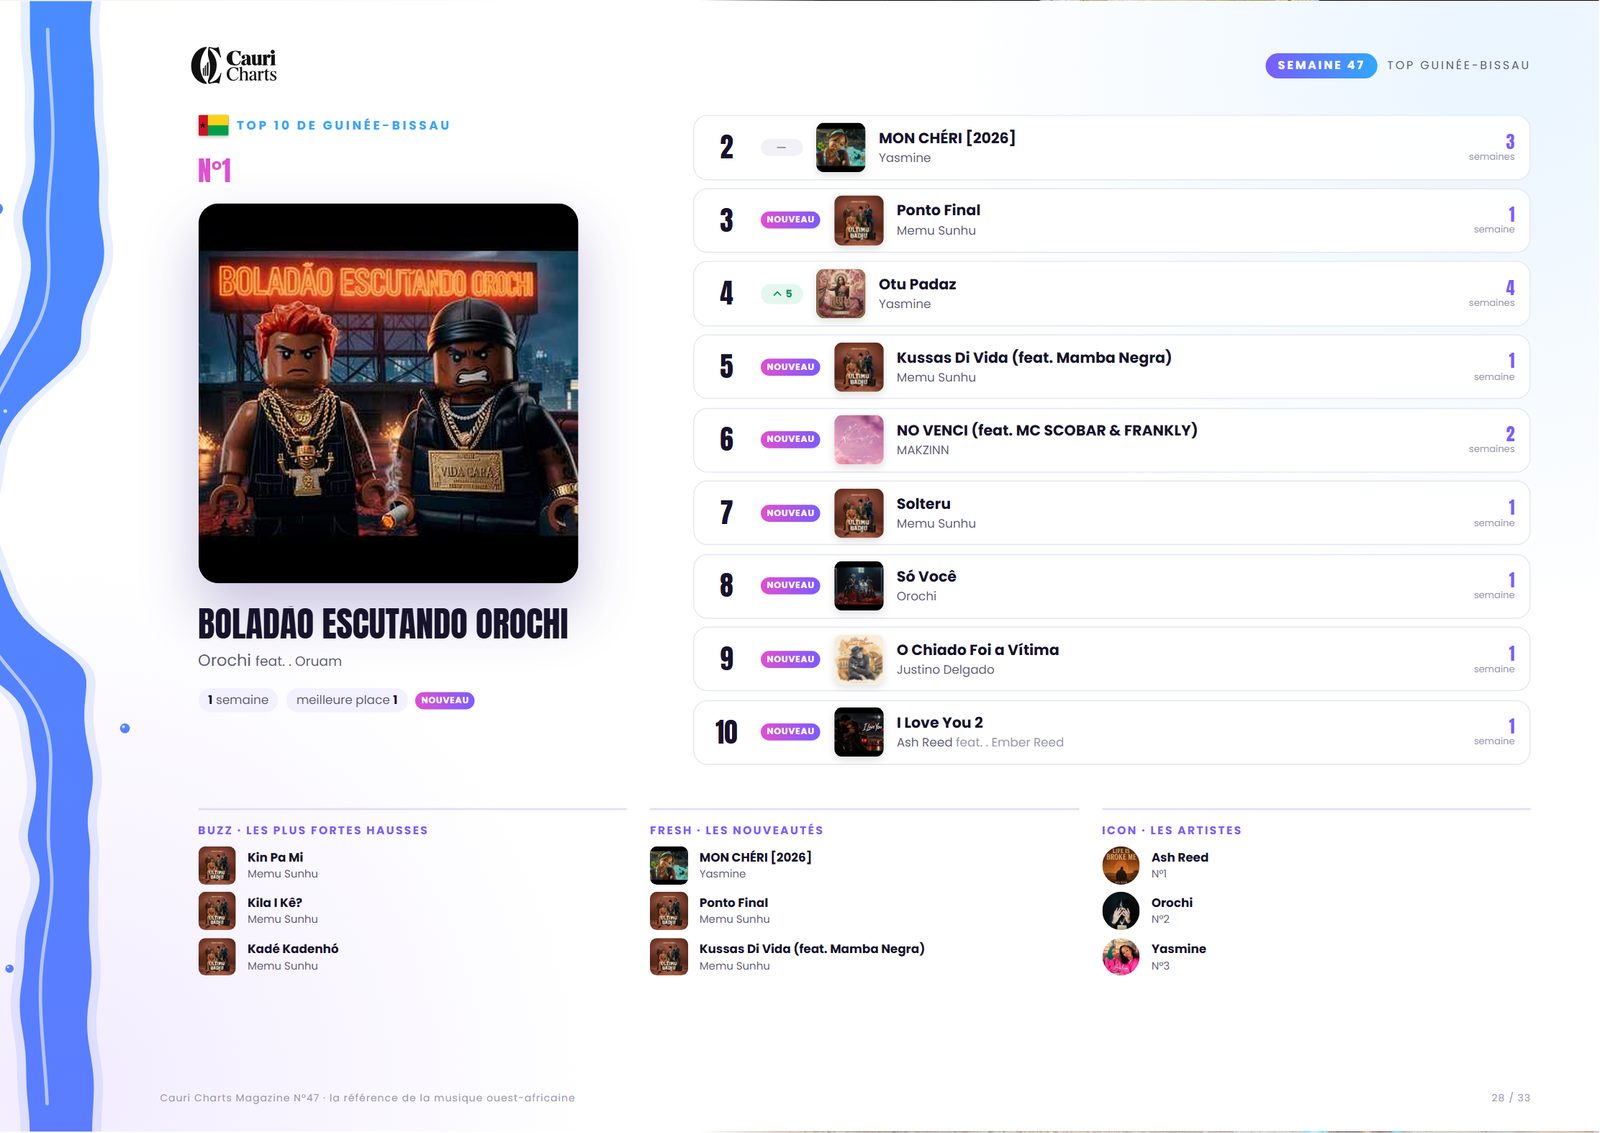 Cauri
Charts
SEMAINE 47
TOP GUINÉE-BISSAU
TOP 10 DE GUINÉE-BISSAU
Nº1
BOLADÃO ESCUTANDO OROCHI
VIDA CARA
BOLADÃO ESCUTANDO OROCHI
Orochi feat. . Oruam
1 semaine
meilleure place 1
NOUVEAU
2
–
MON CHÉRI [2026]
Yasmine
3
semaines
3
NOUVEAU
Ponto Final
Memu Sunhu
1
semaine
4
5
Otu Padaz
Yasmine
4
semaines
5
NOUVEAU
Kussas Di Vida (feat. Mamba Negra)
Memu Sunhu
1
semaine
6
NOUVEAU
NO VENCI (feat. MC SCOBAR & FRANKLY)
MAKZINN
2
semaines
7
NOUVEAU
Solteru
Memu Sunhu
1
semaine
8
NOUVEAU
Só Você
Orochi
1
semaine
9
NOUVEAU
O Chiado Foi a Vítima
Justino Delgado
1
semaine
10
NOUVEAU
I Love You 2
Ash Reed feat. . Ember Reed
1
semaine
BUZZ · LES PLUS FORTES HAUSSES
Kin Pa Mi
Memu Sunhu
Kila I Kê?
Memu Sunhu
Kadé Kadenhó
Memu Sunhu
FRESH · LES NOUVEAUTÉS
MON CHÉRI [2026]
Yasmine
Ponto Final
Memu Sunhu
Kussas Di Vida (feat. Mamba Negra)
Memu Sunhu
ICON · LES ARTISTES
Ash Reed
Nº1
Orochi
Nº2
Yasmine
Nº3
Cauri Charts Magazine Nº47 · la référence de la musique ouest-africaine
28 / 33